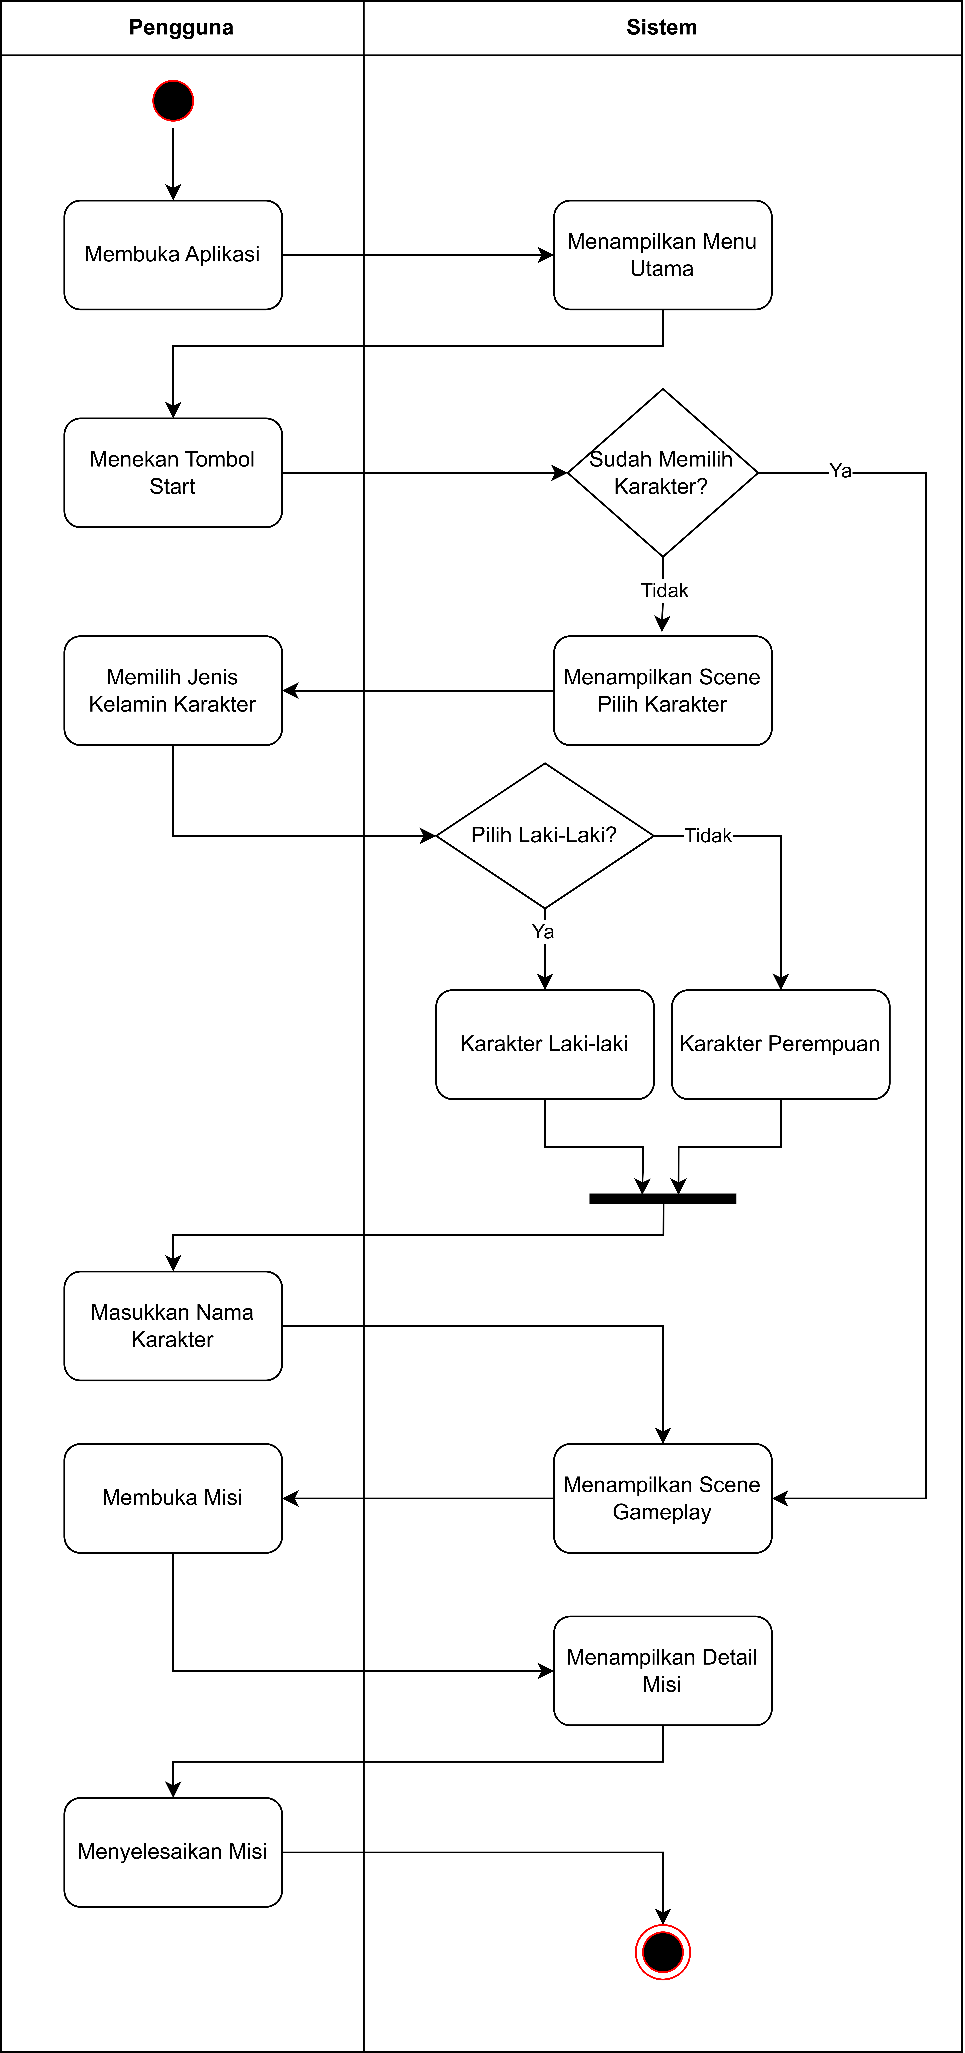 Pengguna
Sistem
Membuka Aplikasi
Menampilkan Menu
Utama
Menekan Tombol
Start
Sudah Memilih
Karakter?
Ya
Tidak
Memilih Jenis
Kelamin Karakter
Menampilkan Scene
Pilih Karakter
Pilih Laki-Laki?
Tidak
Ya
Karakter Laki-laki
Karakter Perempuan
Masukkan Nama
Karakter
Membuka Misi
Menampilkan Scene
Gameplay
Menampilkan Detail
Misi
Menyelesaikan Misi